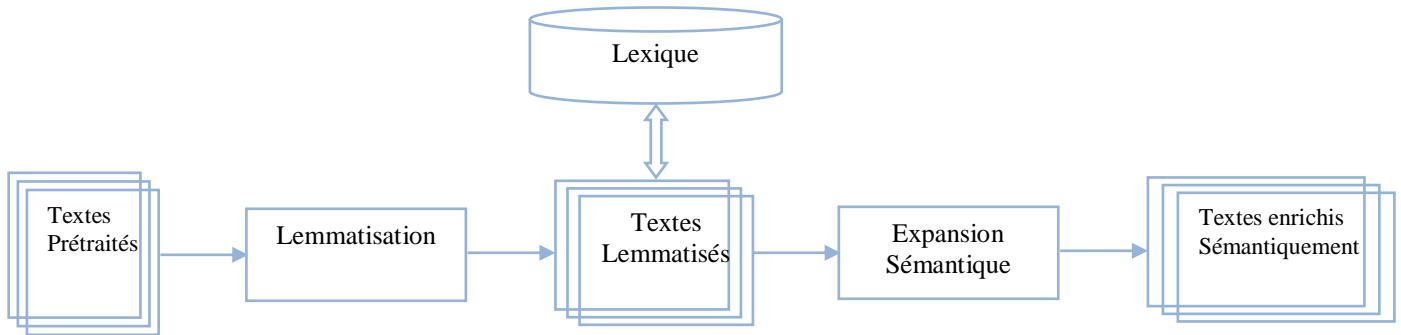 Lexique
Textes
Prétraités
Lemmatisation
Textes
Lemmatisés
Expansion
Sémantique
Textes enrichis
Sémantiquement